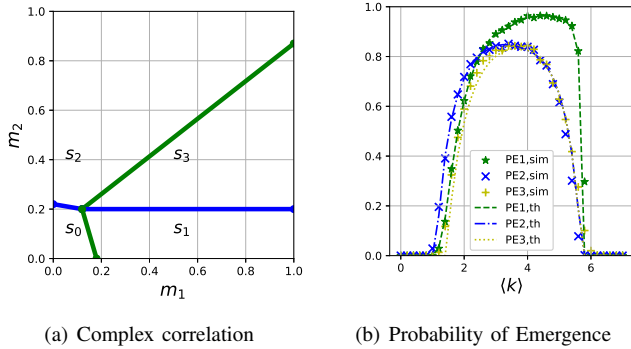 1.0
0.8
0.6
0.4
0.2
0.0
m₂
s₂
s₃
s₀
s₁
0.0 0.2 0.4 0.6 0.8 1.0
m₁
(a) Complex correlation
1.0
0.8
0.6
0.4
0.2
0.0
PE1,sim
PE2,sim
PE3,sim
PE1,th
PE2,th
PE3,th
0 2 4 6
⟨k⟩
(b) Probability of Emergence